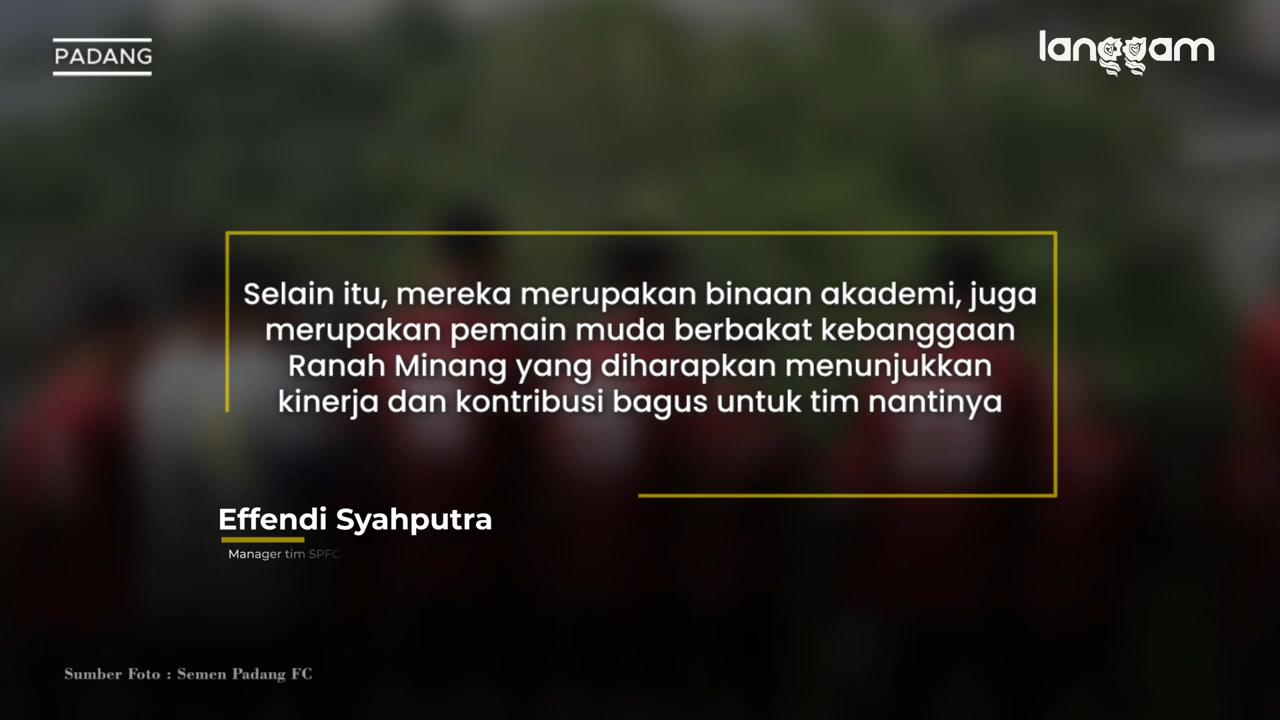 PADANG
langgam
Selain itu, mereka merupakan binaan akademi, juga
merupakan pemain muda berbakat kebanggaan
Ranah Minang yang diharapkan menunjukkan
kinerja dan kontribusi bagus untuk tim nantinya
Effendi Syahputra
Manager tim SPFC
Sumber Foto : Semen Padang FC